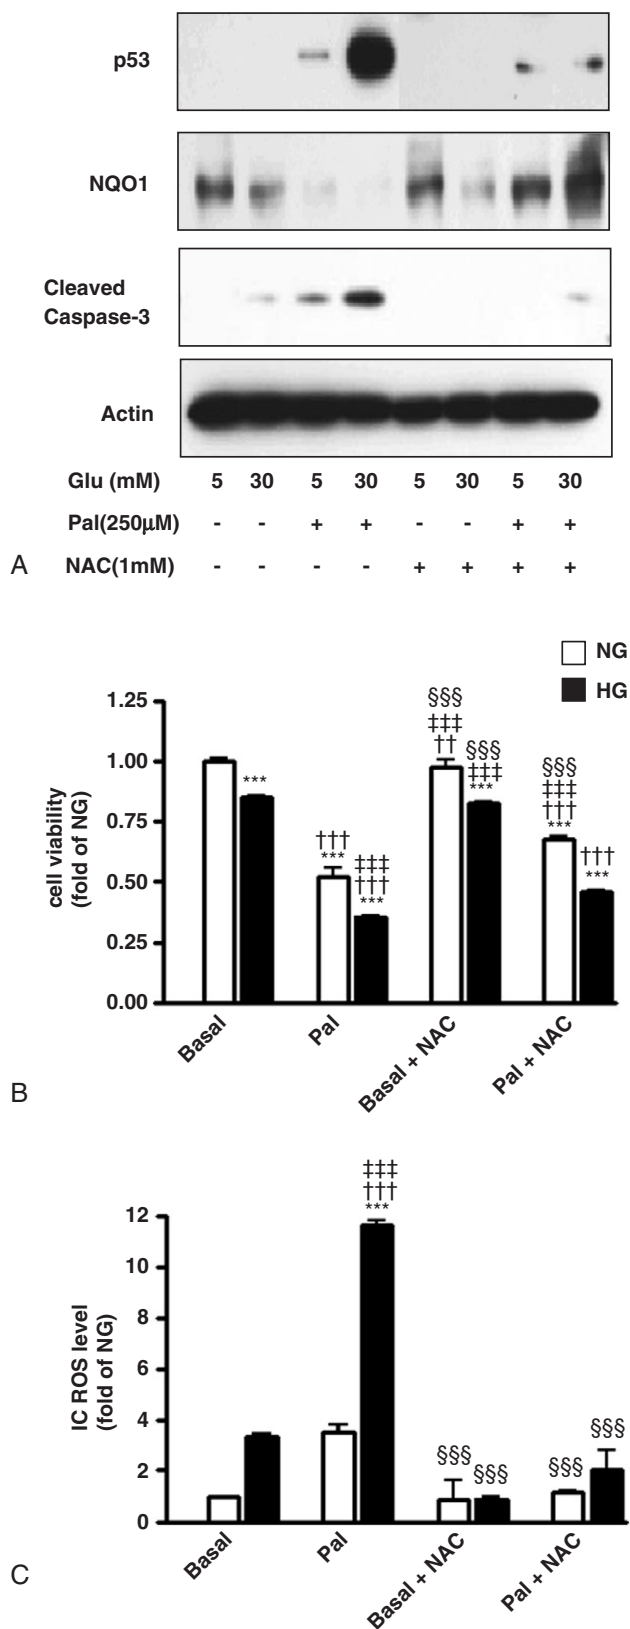 p53
NQO1
Cleaved
Caspase-3
Actin
Glu (mM) 5 30 5 30 5 30 5 30
Pal(250µM) - - + + - - + +
A NAC(1mM) - - - - + + + +
NG
HG
cell viability
(fold of NG)
1.25
1.00
0.75
0.50
0.25
0.00
***
†††
***
‡‡‡
†††
***
§§§
‡‡‡
††
§§§
‡‡‡
***
§§§
‡‡‡
†††
***
†††
***
Basal
Pal
Basal + NAC
Pal + NAC
B
IC ROS level
(fold of NG)
12
10
8
6
4
2
0
‡‡‡
†††
***
§§§
§§§
§§§
§§§
Basal
Pal
Basal + NAC
Pal + NAC
C